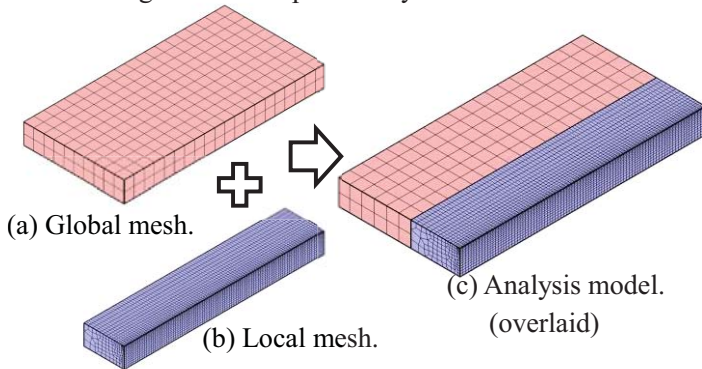 (a) Global mesh.
(b) Local mesh.
(c) Analysis model.
(overlaid)